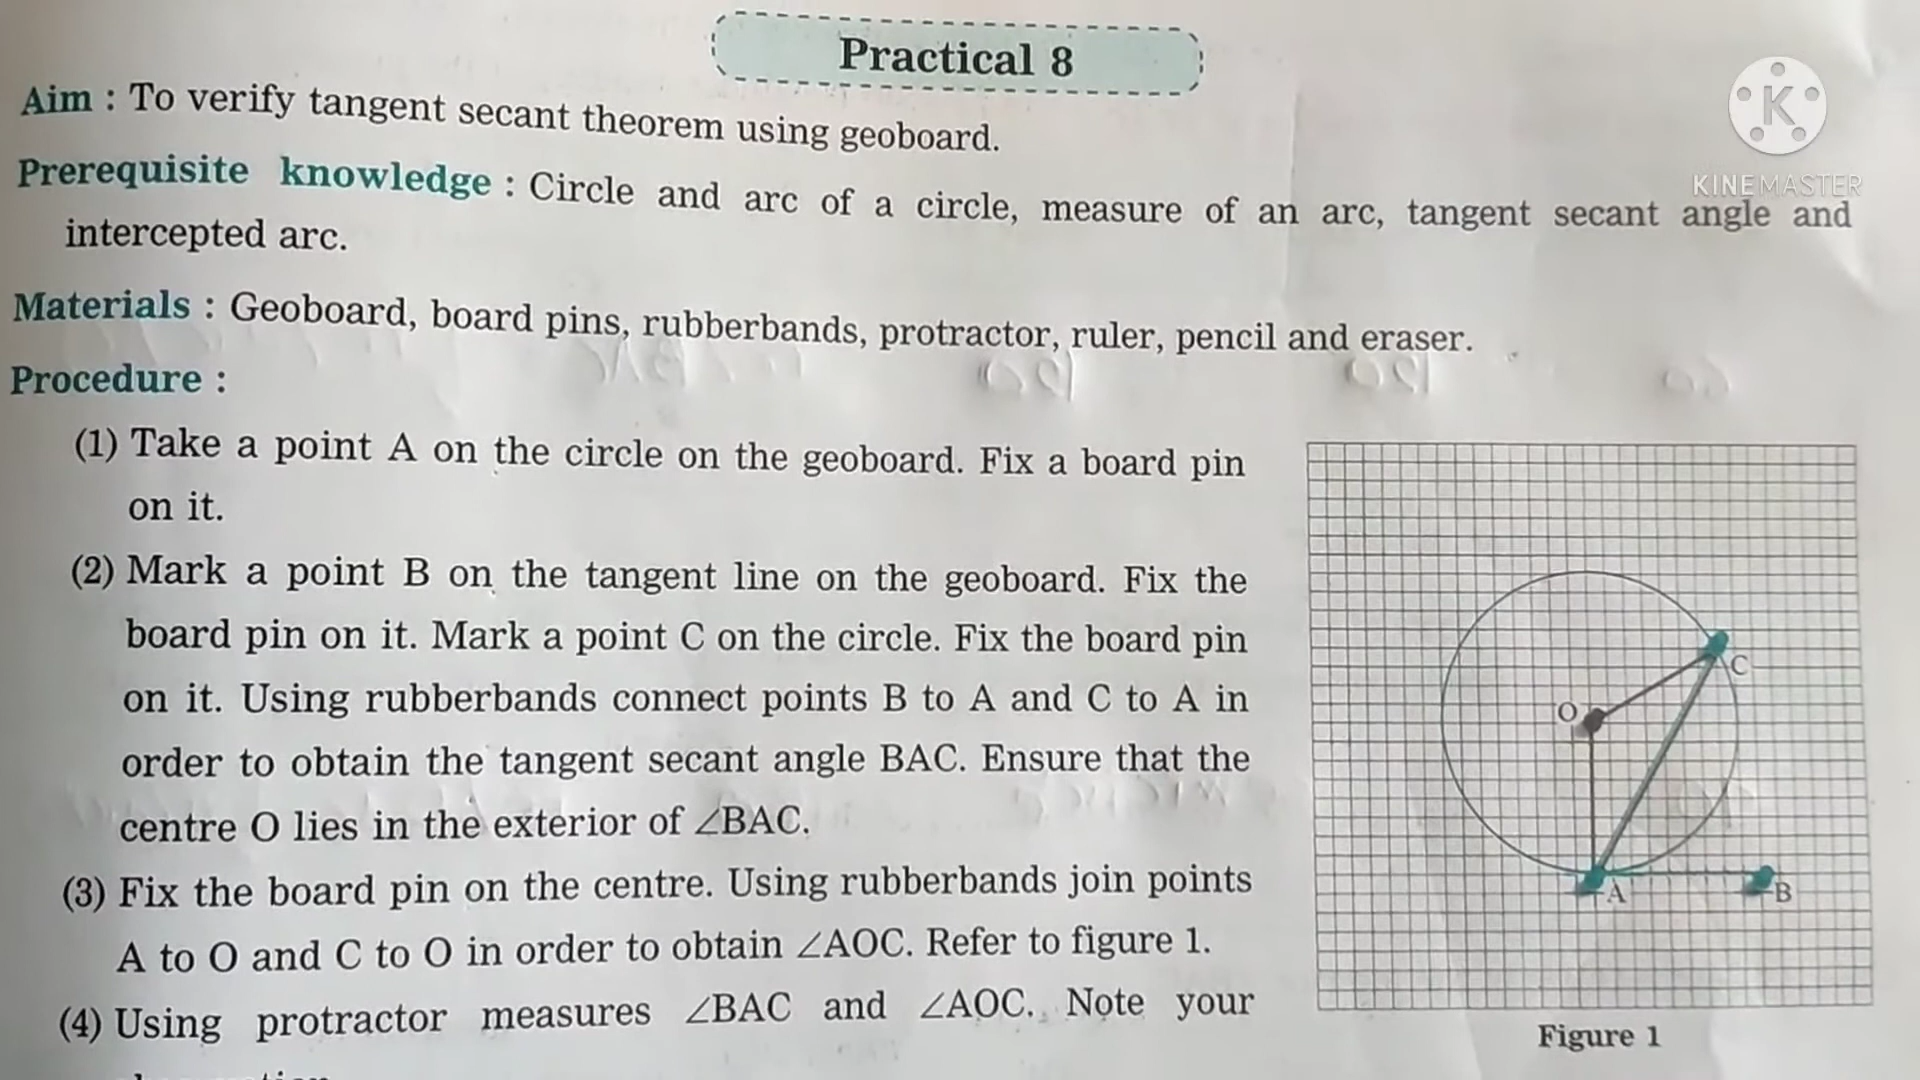 Practical 8
Aim : To verify tangent secant theorem using geoboard.
Prerequisite knowledge : Circle and arc of a circle, measure of an arc, tangent secant angle and
intercepted arc.
Materials : Geoboard, board pins, rubberbands, protractor, ruler, pencil and eraser.
Procedure :
(1) Take a point A on the circle on the geoboard. Fix a board pin
on it.
(2) Mark a point B on the tangent line on the geoboard. Fix the
board pin on it. Mark a point C on the circle. Fix the board pin
on it. Using rubberbands connect points B to A and C to A in
order to obtain the tangent secant angle BAC. Ensure that the
centre O lies in the exterior of ∠BAC.
(3) Fix the board pin on the centre. Using rubberbands join points
A to O and C to O in order to obtain ∠AOC. Refer to figure 1.
(4) Using protractor measures ∠BAC and ∠AOC. Note your
C
O
A
B
Figure 1
K
KINEMASTER